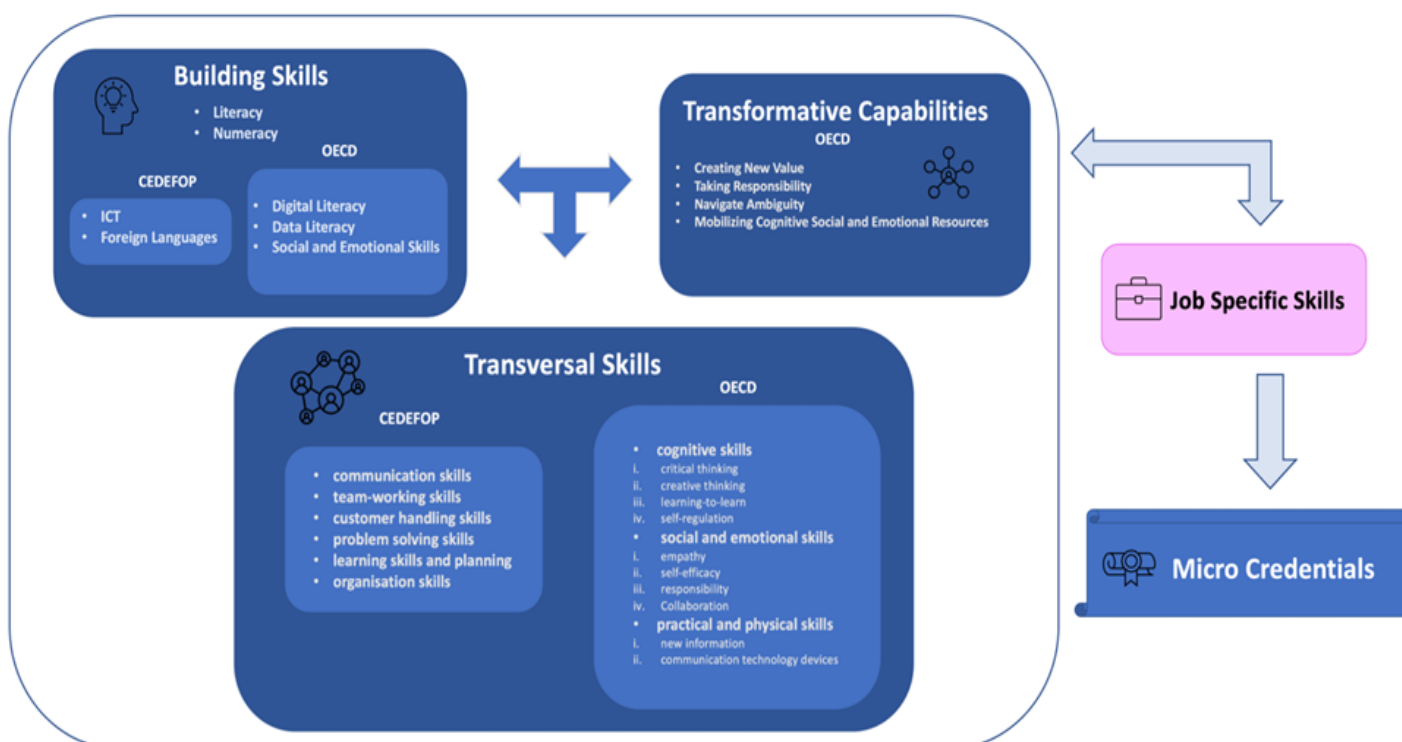 Building Skills
• Literacy
• Numeracy
OECD
CEDEFOP
• ICT
• Foreign Languages
• Digital Literacy
• Data Literacy
• Social and Emotional Skills
Transformative Capabilities
OECD
• Creating New Value
• Taking Responsibility
• Navigate Ambiguity
• Mobilizing Cognitive Social and Emotional Resources
Job Specific Skills
Micro Credentials
Transversal Skills
OECD
CEDEFOP
• communication skills
• team-working skills
• customer handling skills
• problem solving skills
• learning skills and planning
• organisation skills
• cognitive skills
i. critical thinking
ii. creative thinking
iii. learning-to-learn
iv. self-regulation
• social and emotional skills
i. empathy
ii. self-efficacy
iii. responsibility
iv. Collaboration
• practical and physical skills
i. new information
ii. communication technology devices